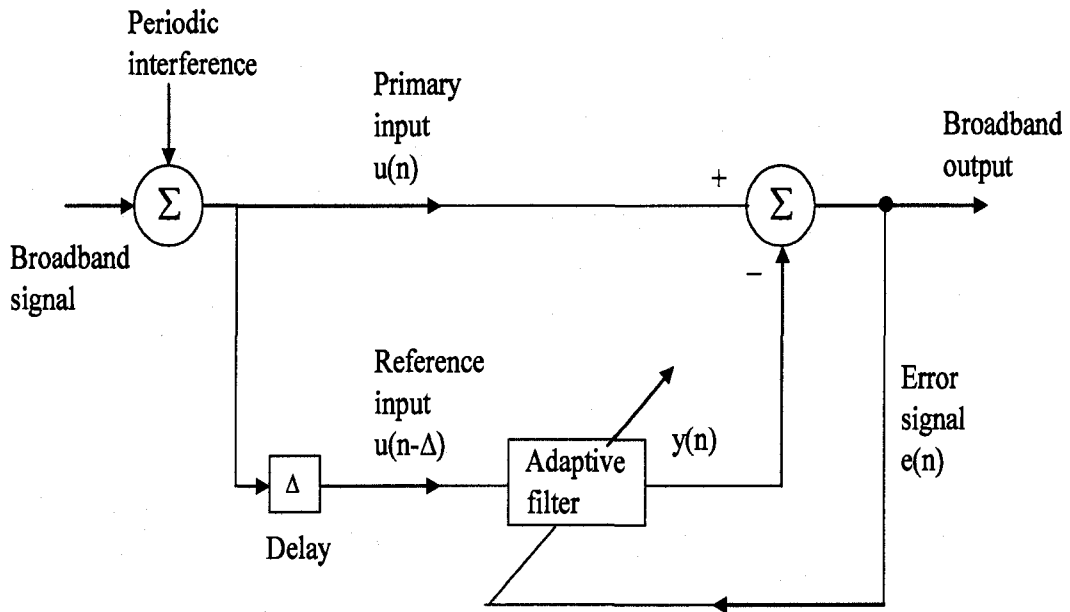 Periodic
interference
Primary
input
u(n)
Broadband
output
+
Σ
Σ
Broadband
signal
−
Reference
input
u(n-Δ)
Error
signal
e(n)
y(n)
Adaptive
filter
Δ
Delay